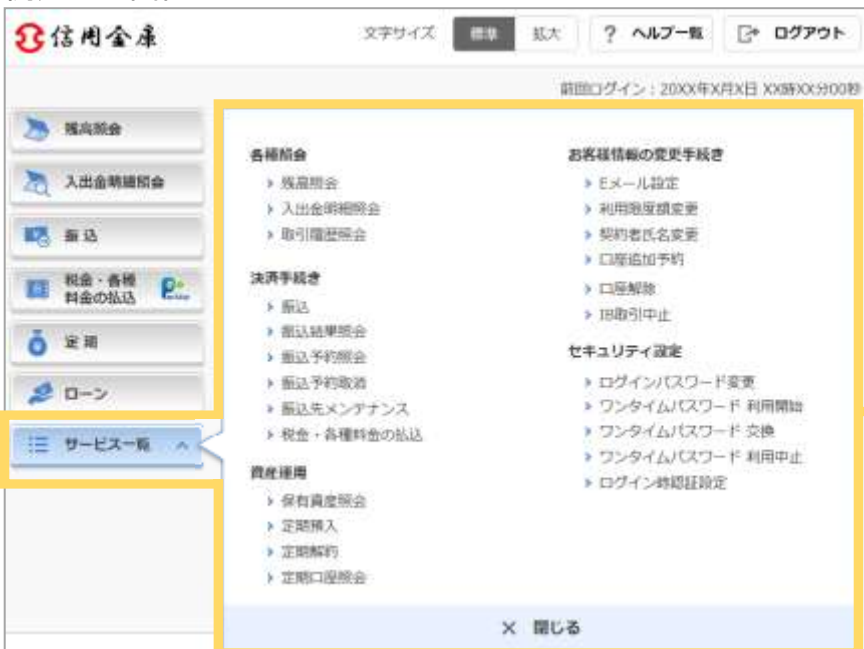 信用金庫
文字サイズ 標準 拡大 ? ヘルプ一覧 ログアウト
前回ログイン：20XX年X月X日 XX時XX分00秒
残高照会
入出金明細照会
振込
税金・各種
料金の払込
定期
ローン
サービス一覧
各種照会
残高照会
入出金明細照会
取引履歴照会
決済手続き
振込
振込結果照会
振込予約照会
振込予約取消
振込先メンテナンス
税金・各種料金の払込
資産運用
保有資産照会
定期預入
定期解約
定期口座照会
お客様情報の変更手続き
Eメール設定
利用限度額変更
契約者氏名変更
口座追加予約
口座解除
IB取引中止
セキュリティ設定
ログインパスワード変更
ワンタイムパスワード 利用開始
ワンタイムパスワード 交換
ワンタイムパスワード 利用中止
ログイン時認証設定
× 閉じる